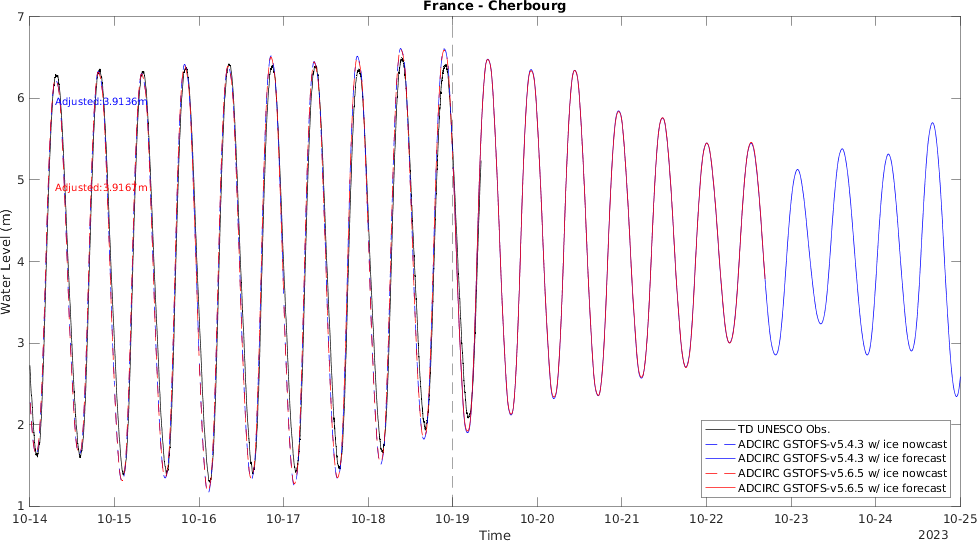 France - Cherbourg
7
6
5
4
3
2
1
Water Level (m)
Adjusted:3.9136m
Adjusted:3.9167m
TD UNESCO Obs.
ADCIRC GSTOFS-v5.4.3 w/ ice nowcast
ADCIRC GSTOFS-v5.4.3 w/ ice forecast
ADCIRC GSTOFS-v5.6.5 w/ ice nowcast
ADCIRC GSTOFS-v5.6.5 w/ ice forecast
10-14 10-15 10-16 10-17 10-18 10-19 10-20 10-21 10-22 10-23 10-24 10-25
Time
2023